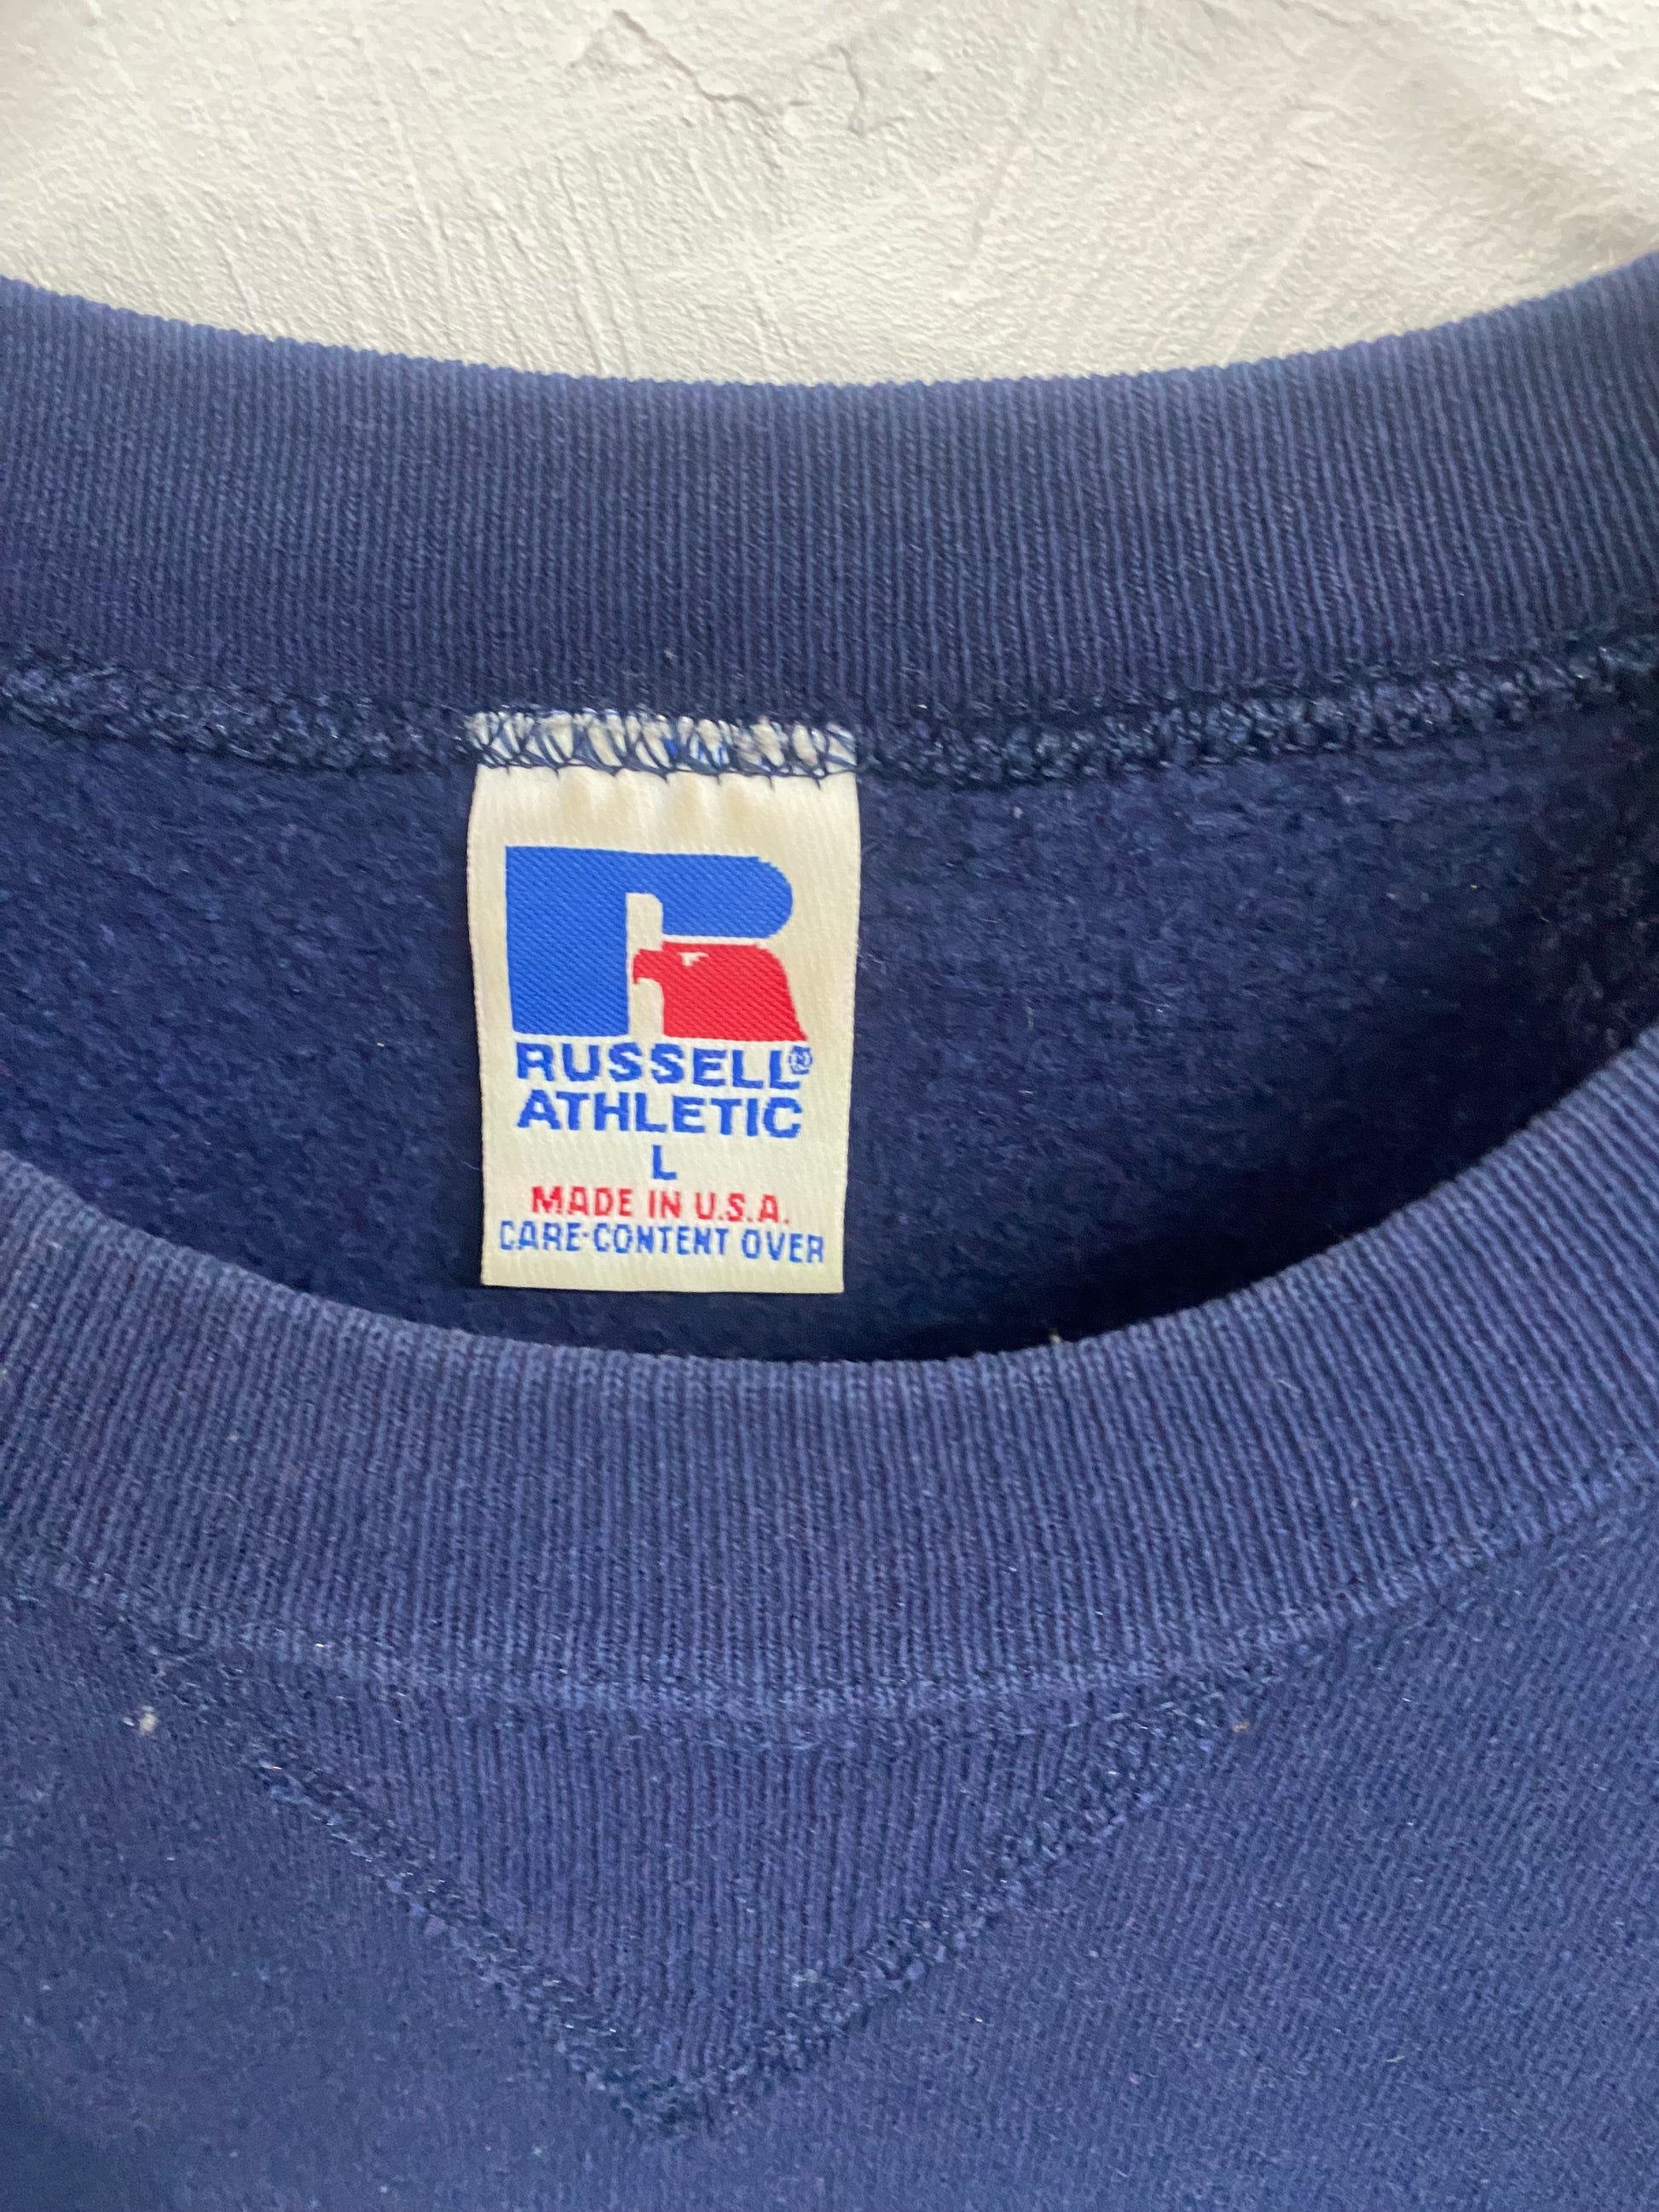 RUSSELL®
ATHLETIC
L
MADE IN U.S.A.
CARE-CONTENT OVER